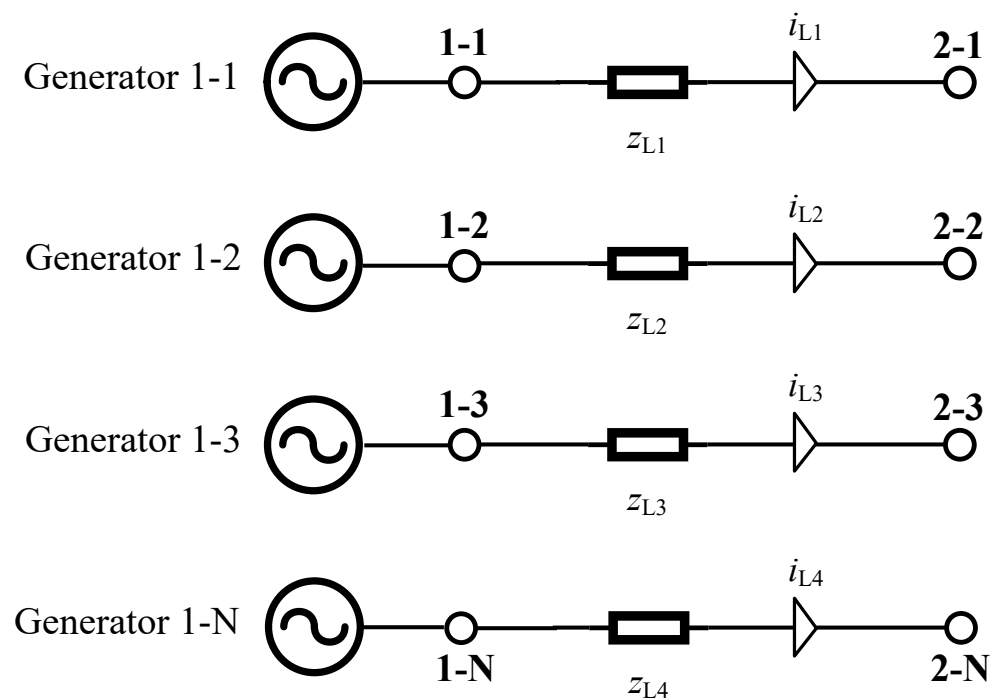 Generator 1-1
1-1
z_L1
i_L1
2-1
Generator 1-2
1-2
z_L2
i_L2
2-2
Generator 1-3
1-3
z_L3
i_L3
2-3
Generator 1-N
1-N
z_L4
i_L4
2-N